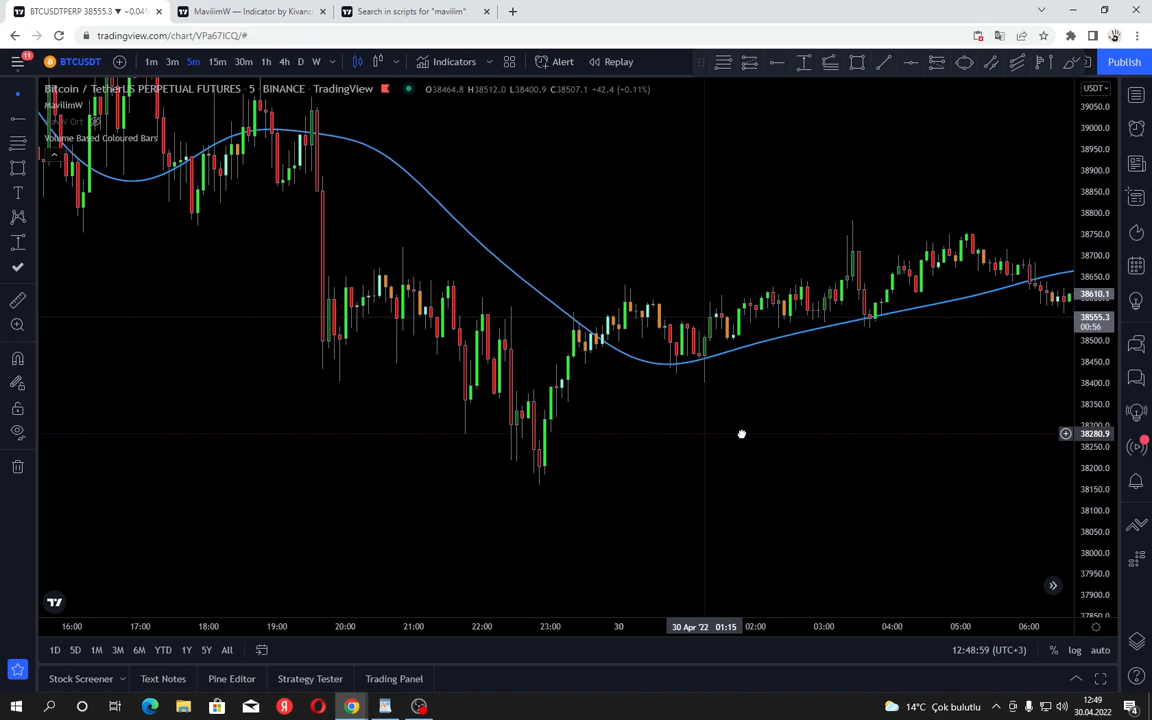 BTCUSDTPERP 38555.3 ▼ −0.04%
MavilimW — Indicator by Kivanc
Search in scripts for "mavilim"
tradingview.com/chart/VPa67ICQ/#
11
BTCUSDT
1m 3m 5m 15m 30m 1h 4h D W
Indicators
Alert
Replay
Publish
Bitcoin / TetherUS PERPETUAL FUTURES · 5 · BINANCE · TradingView
O38464.8 H38512.0 L38400.9 C38507.1 +42.4 (+0.11%)
USDT
MavilimW
Volume Based Coloured Bars
39050.0
39000.0
38950.0
38900.0
38850.0
38800.0
38750.0
38700.0
38650.0
38610.1
38555.3
00:56
38500.0
38450.0
38400.0
38350.0
38300.0
38280.9
38250.0
38200.0
38150.0
38100.0
38050.0
38000.0
37950.0
37900.0
37850.0
16:00 17:00 18:00 19:00 20:00 21:00 22:00 23:00 30 30 Apr '22 01:15 02:00 03:00 04:00 05:00 06:00
1D 5D 1M 3M 6M YTD 1Y 5Y All
12:48:59 (UTC+3)
% log auto
Stock Screener
Text Notes
Pine Editor
Strategy Tester
Trading Panel
14°C Çok bulutlu
12:49
30.04.2022
4